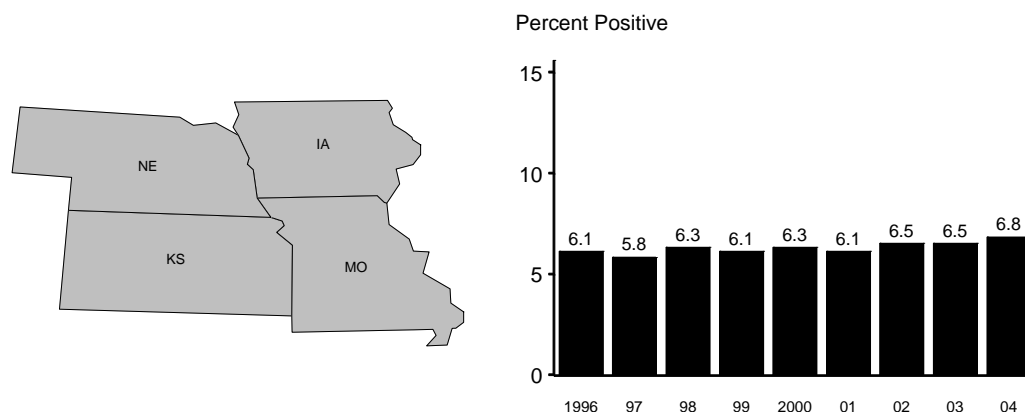 Percent Positive
NE
IA
KS
MO
15
10
5
0
6.1 5.8 6.3 6.1 6.3 6.1 6.5 6.5 6.8
1996 97 98 99 2000 01 02 03 04